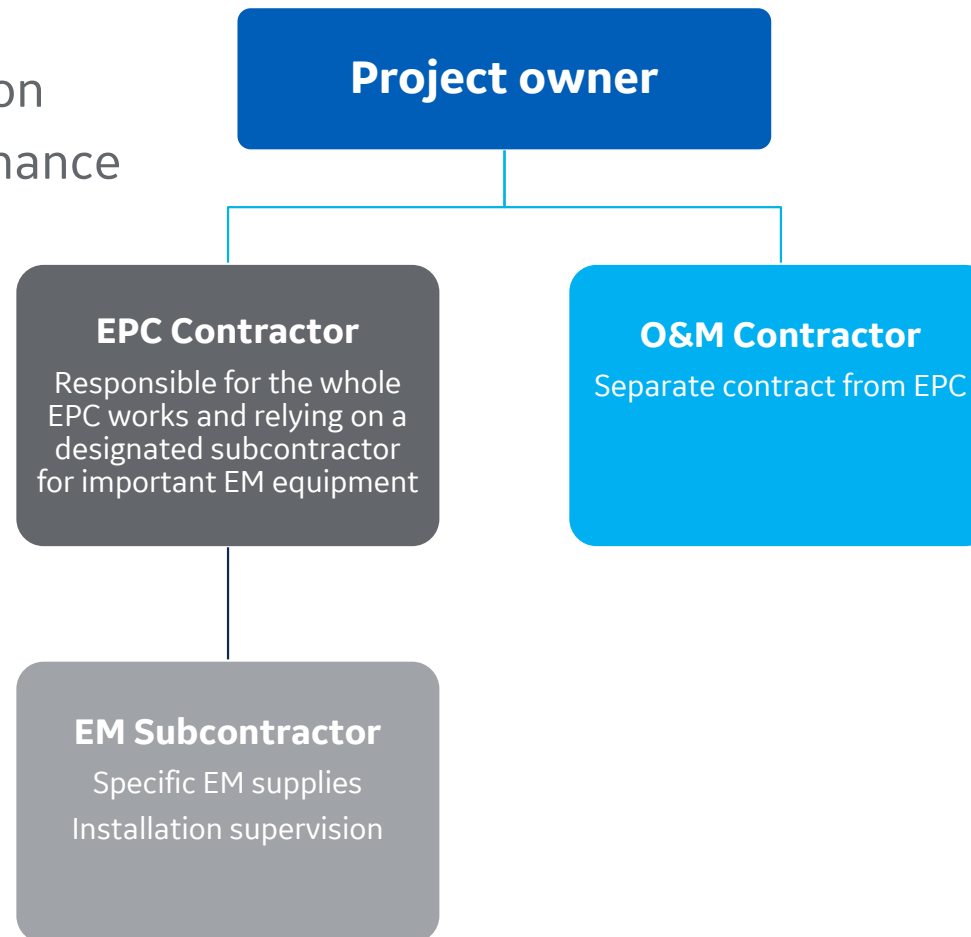 on
nance
Project owner
EPC Contractor
Responsible for the whole
EPC works and relying on a
designated subcontractor
for important EM equipment
O&M Contractor
Separate contract from EPC
EM Subcontractor
Specific EM supplies
Installation supervision